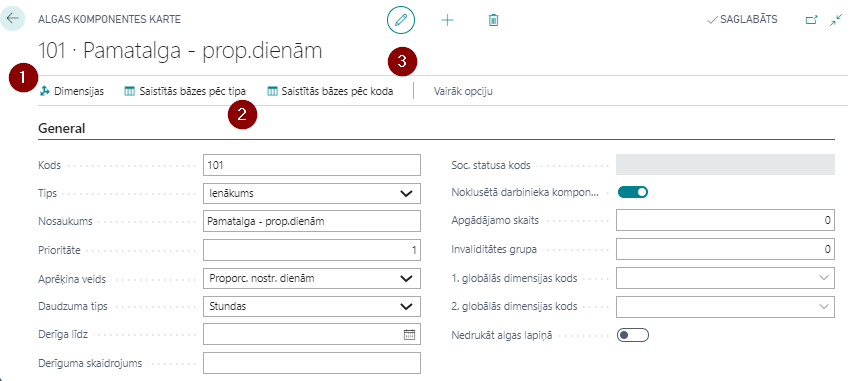 ALGAS KOMPONENTES KARTE
SAGLABĀTS
101 · Pamatalga - prop.dienām
1
3
Dimensijas
Saistītās bāzes pēc tipa
Saistītās bāzes pēc koda
Vairāk opciju
2
General
Kods
101
Tips
Ienākums
Nosaukums
Pamatalga - prop.dienām
Prioritāte
1
Aprēķina veids
Proporc. nostr. dienām
Daudzuma tips
Stundas
Derīga līdz
Derīguma skaidrojums
Soc. statusa kods
Noklusētā darbinieka kompon...
Apgādājamo skaits
0
Invaliditātes grupa
0
1. globālās dimensijas kods
2. globālās dimensijas kods
Nedrukāt algas lapiņā